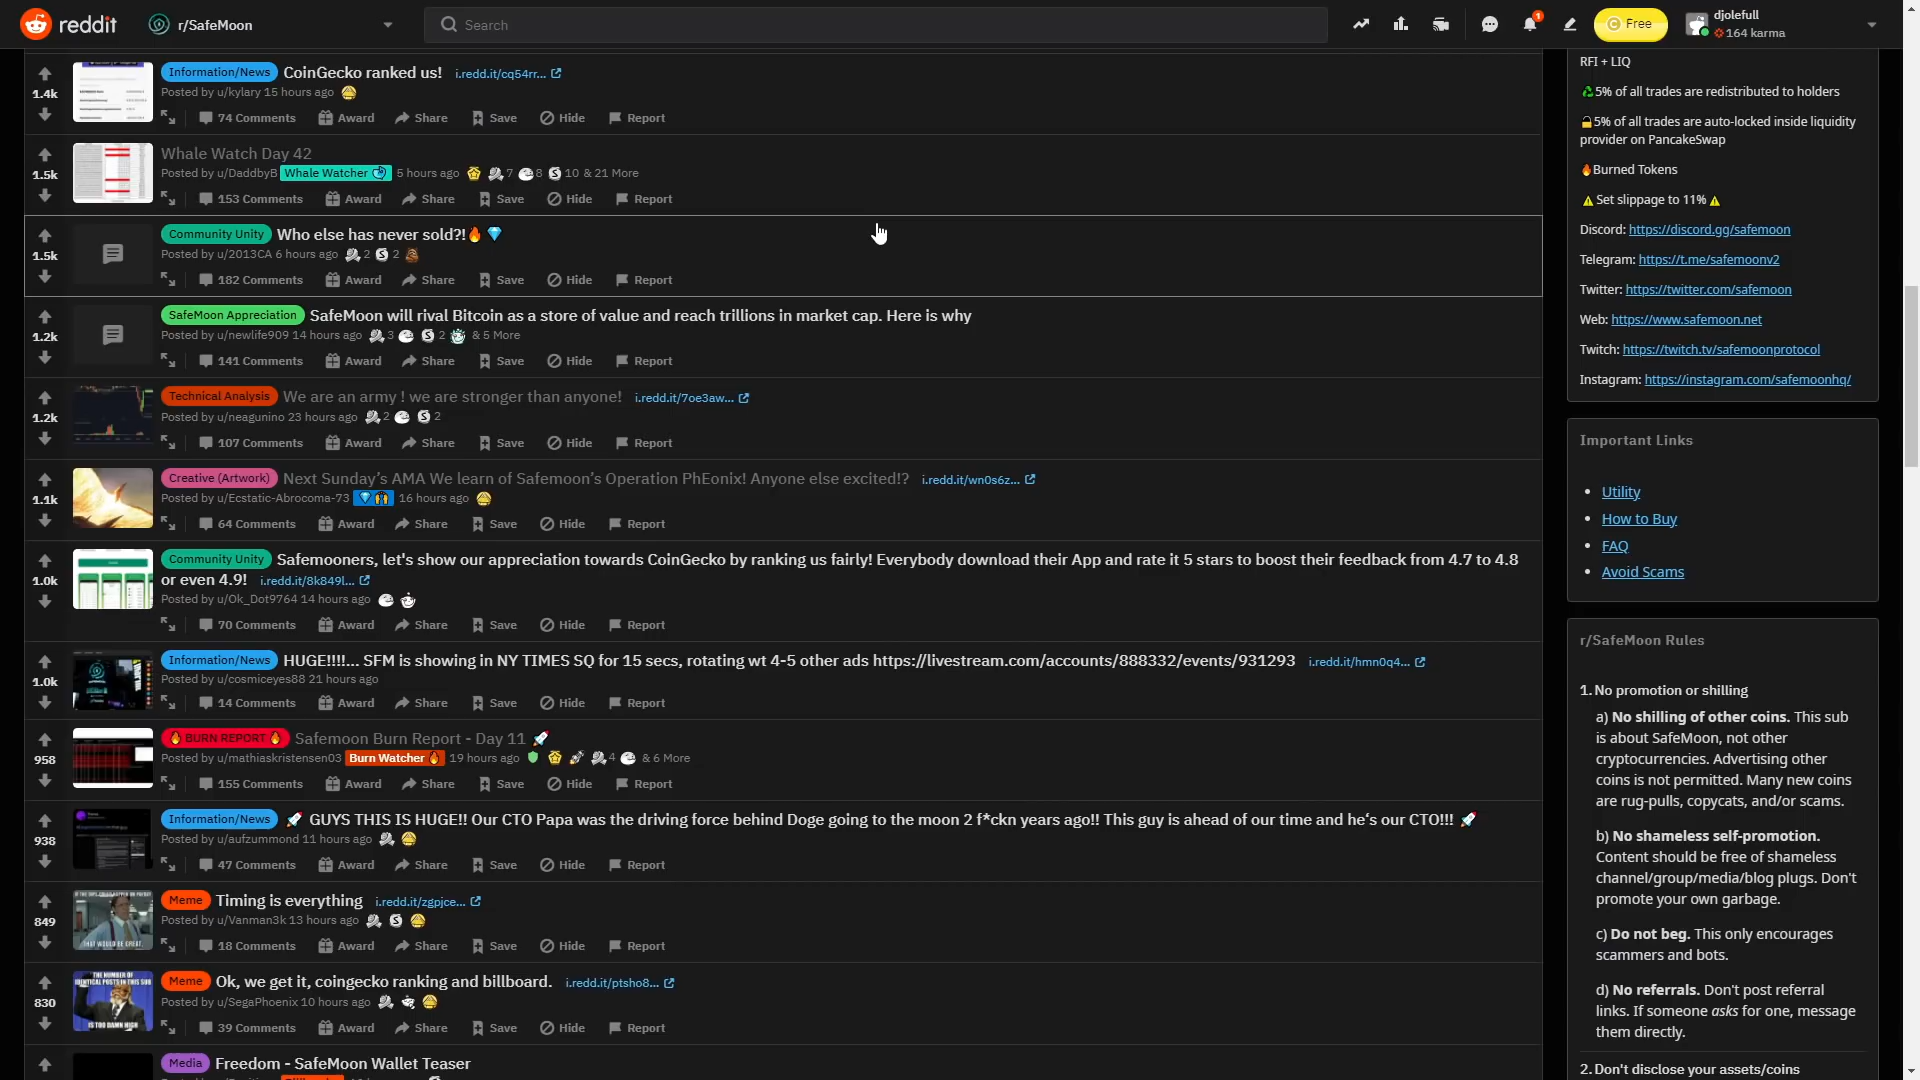 reddit r/SafeMoon Search 1 Free djolefull
164 karma
Information/News CoinGecko ranked us! i.redd.it/cq54rr...
1.4k
Posted by u/kylary 15 hours ago
74 Comments Award Share Save Hide Report
Whale Watch Day 42
1.5k
Posted by u/DaddbyB Whale Watcher 5 hours ago 7 8 10 & 21 More
153 Comments Award Share Save Hide Report
Community Unity Who else has never sold?!🔥 💎
1.5k
Posted by u/2013CA 6 hours ago 2 2
182 Comments Award Share Save Hide Report
SafeMoon Appreciation SafeMoon will rival Bitcoin as a store of value and reach trillions in market cap. Here is why
1.2k
Posted by u/newlife909 14 hours ago 3 2 & 5 More
141 Comments Award Share Save Hide Report
Technical Analysis We are an army ! we are stronger than anyone! i.redd.it/7oe3aw...
1.2k
Posted by u/neagunino 23 hours ago 2 2
107 Comments Award Share Save Hide Report
Creative (Artwork) Next Sunday's AMA We learn of Safemoon's Operation PhEonix! Anyone else excited!? i.redd.it/wn0s6z...
1.1k
Posted by u/Ecstatic-Abrocoma-73 💎🙌 16 hours ago
64 Comments Award Share Save Hide Report
Community Unity Safemooners, let's show our appreciation towards CoinGecko by ranking us fairly! Everybody download their App and rate it 5 stars to boost their feedback from 4.7 to 4.8
1.0k
or even 4.9! i.redd.it/8k849l...
Posted by u/Ok_Dot9764 14 hours ago
70 Comments Award Share Save Hide Report
Information/News HUGE!!!!... SFM is showing in NY TIMES SQ for 15 secs, rotating wt 4-5 other ads https://livestream.com/accounts/888332/events/931293 i.redd.it/hmn0q4...
1.0k
Posted by u/cosmiceyes88 21 hours ago
14 Comments Award Share Save Hide Report
🔥 BURN REPORT 🔥 Safemoon Burn Report - Day 11 🚀
958
Posted by u/mathiaskristensen03 Burn Watcher🔥 19 hours ago 4 & 6 More
155 Comments Award Share Save Hide Report
Information/News 🚀 GUYS THIS IS HUGE!! Our CTO Papa was the driving force behind Doge going to the moon 2 f*ckn years ago!! This guy is ahead of our time and he's our CTO!!! 🚀
938
Posted by u/aufzummond 11 hours ago
47 Comments Award Share Save Hide Report
Meme Timing is everything i.redd.it/zgpjce...
849
Posted by u/Vanman3k 13 hours ago
THAT WOULD BE GREAT.
18 Comments Award Share Save Hide Report
Meme Ok, we get it, coingecko ranking and billboard. i.redd.it/ptsho8...
830
THE NUMBER OF
IDENTICAL POSTS IN THIS SUB
IS TOO DAMN HIGH
Posted by u/SegaPhoenix 10 hours ago
39 Comments Award Share Save Hide Report
Media Freedom - SafeMoon Wallet Teaser
RFI + LIQ
♻5% of all trades are redistributed to holders
🔒5% of all trades are auto-locked inside liquidity
provider on PancakeSwap
🔥Burned Tokens
⚠Set slippage to 11%⚠
Discord: https://discord.gg/safemoon
Telegram: https://t.me/safemoonv2
Twitter: https://twitter.com/safemoon
Web: https://www.safemoon.net
Twitch: https://twitch.tv/safemoonprotocol
Instagram: https://instagram.com/safemoonhq/
Important Links
• Utility
• How to Buy
• FAQ
• Avoid Scams
r/SafeMoon Rules
1. No promotion or shilling
a) No shilling of other coins. This sub
is about SafeMoon, not other
cryptocurrencies. Advertising other
coins is not permitted. Many new coins
are rug-pulls, copycats, and/or scams.
b) No shameless self-promotion.
Content should be free of shameless
channel/group/media/blog plugs. Don't
promote your own garbage.
c) Do not beg. This only encourages
scammers and bots.
d) No referrals. Don't post referral
links. If someone asks for one, message
them directly.
2. Don't disclose your assets/coins